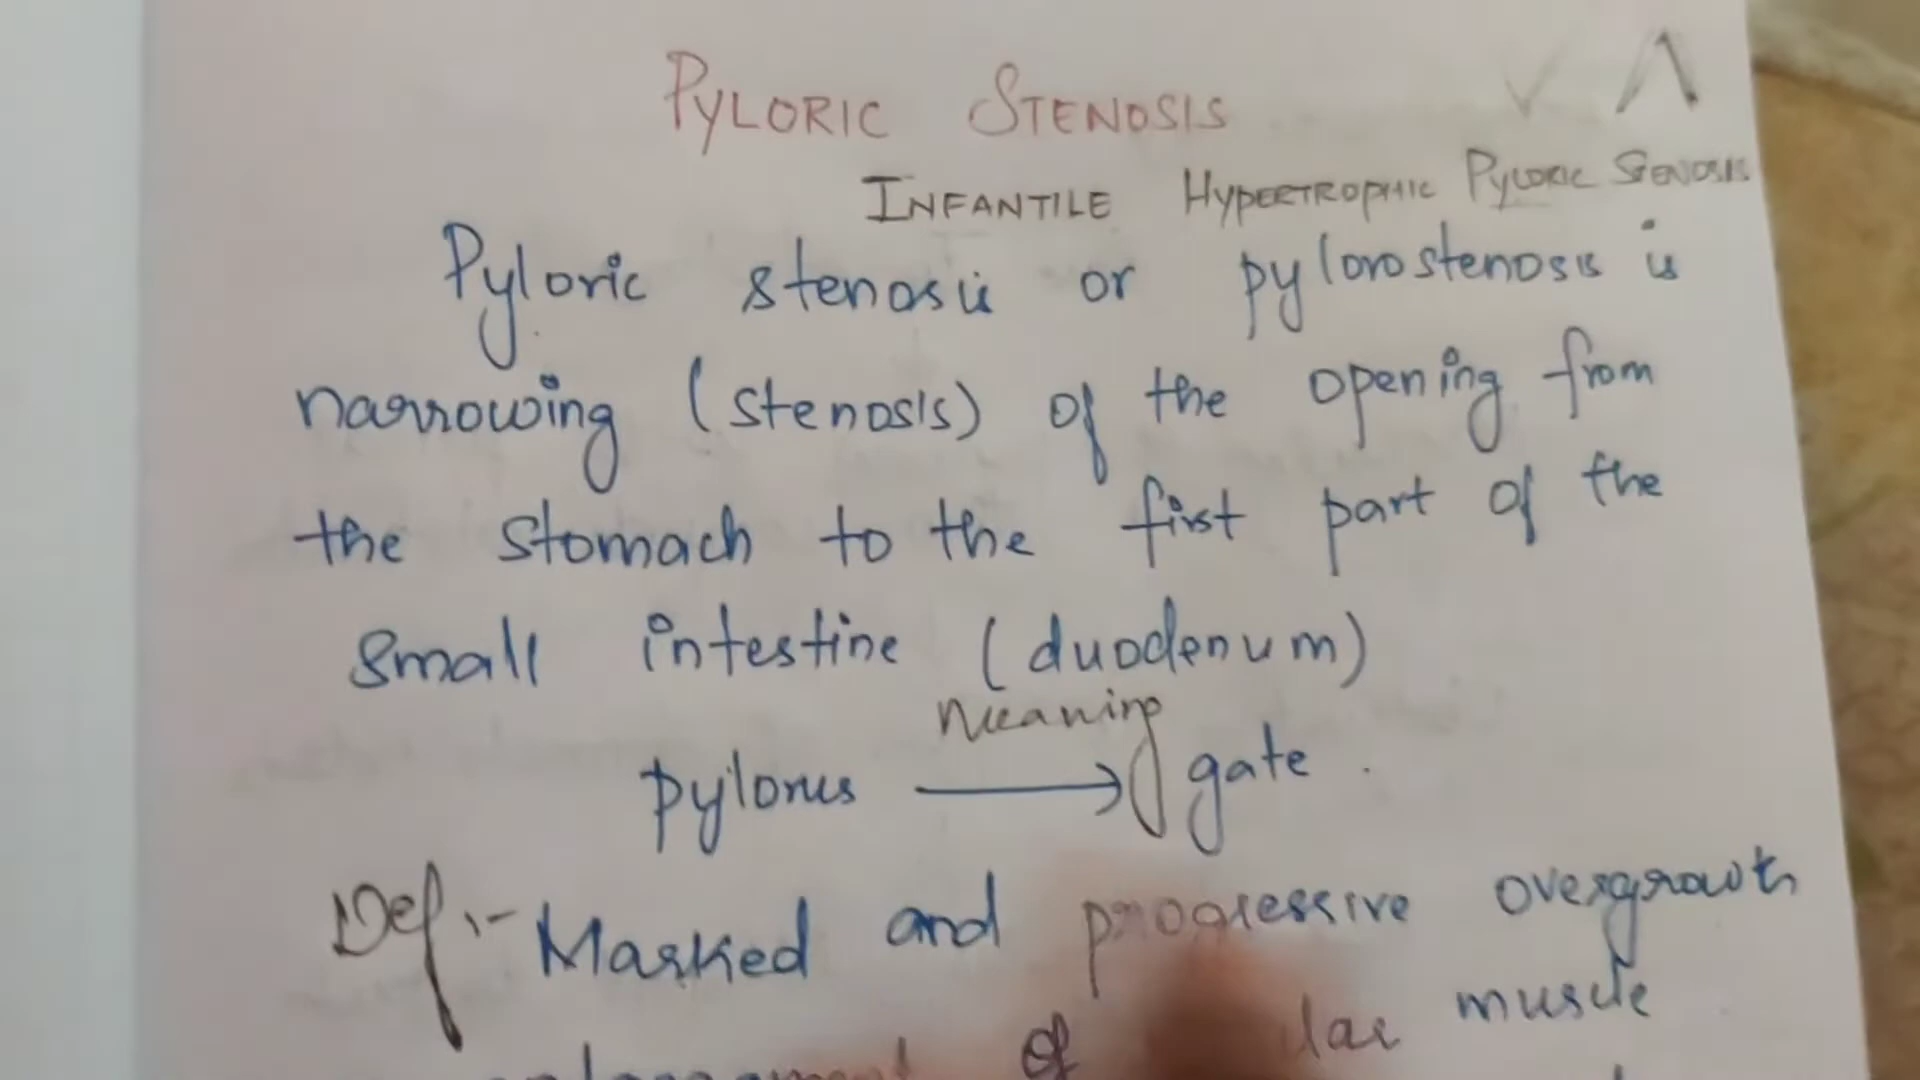 PYLORIC STENOSIS
INFANTILE HYPERTROPHIC PYLORIC STENOSIS
Pyloric stenosis or pylorostenosis is
narrowing (stenosis) of the opening from
the stomach to the first part of the
small intestine (duodenum)
Meaning
pylorus → gate.
Def:- Marked and progressive overgrowth
of muscle